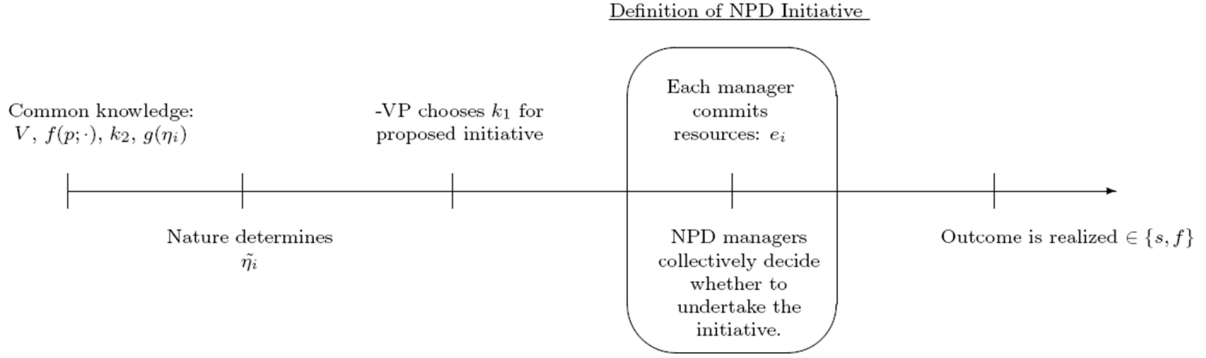 Definition of NPD Initiative
Common knowledge:
V, f(p; ·), k₂, g(ηᵢ)
-VP chooses k₁ for
proposed initiative
Each manager
commits
resources: eᵢ
Nature determines
η̃ᵢ
NPD managers
collectively decide
whether to
undertake the
initiative.
Outcome is realized ∈ {s, f}